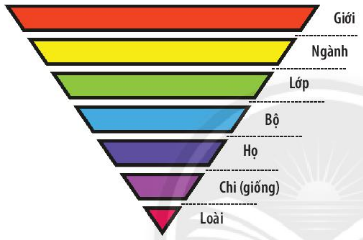 Giới
Ngành
Lớp
Bộ
Họ
Chi (giống)
Loài